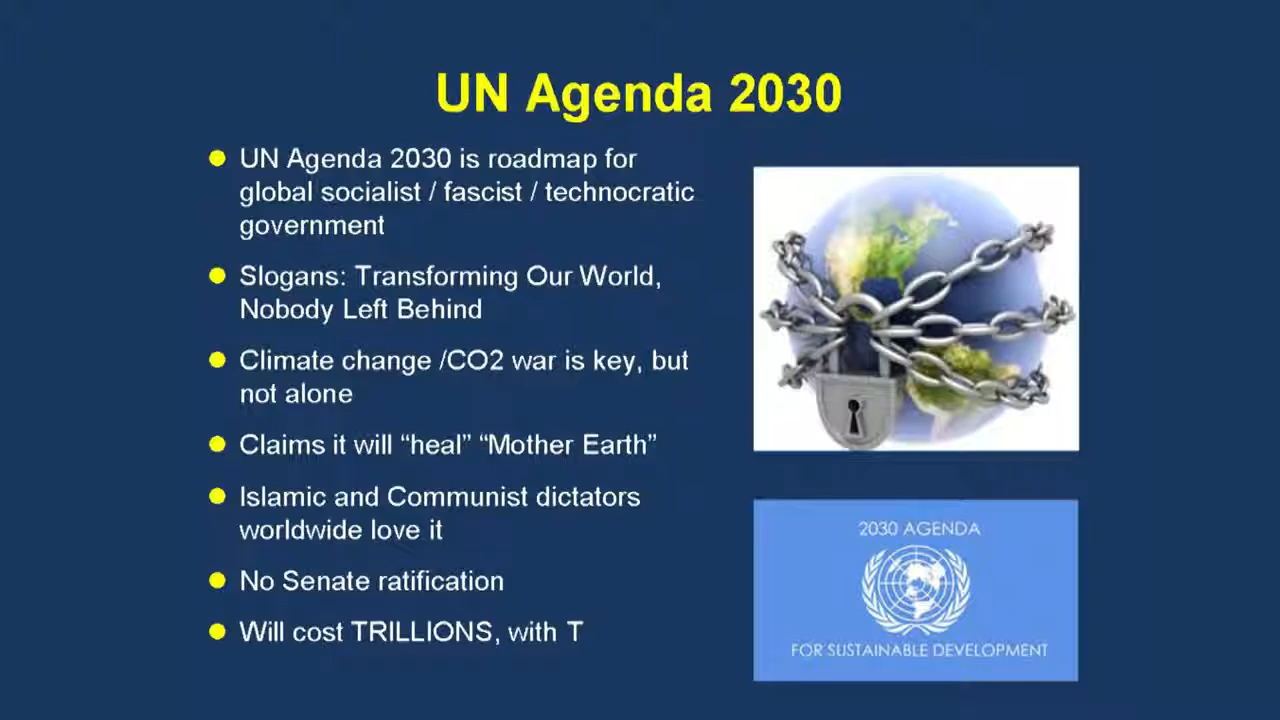 UN Agenda 2030
UN Agenda 2030 is roadmap for
global socialist / fascist / technocratic
government
Slogans: Transforming Our World,
Nobody Left Behind
Climate change /CO2 war is key, but
not alone
Claims it will “heal” “Mother Earth”
Islamic and Communist dictators
worldwide love it
No Senate ratification
Will cost TRILLIONS, with T
2030 AGENDA
FOR SUSTAINABLE DEVELOPMENT